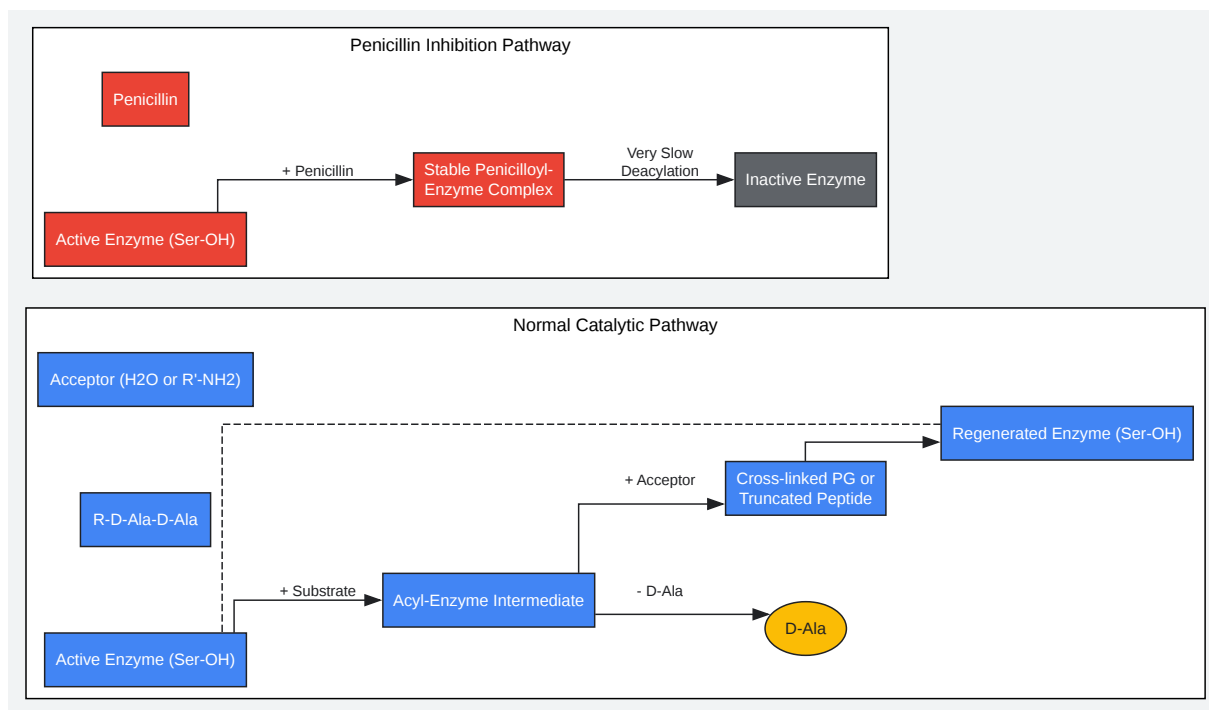 Penicillin Inhibition Pathway
Penicillin
+ Penicillin
Stable Penicilloyl-
Enzyme Complex
Very Slow
Deacylation
Inactive Enzyme
Active Enzyme (Ser-OH)
Normal Catalytic Pathway
Acceptor (H2O or R'-NH2)
Regenerated Enzyme (Ser-OH)
+ Acceptor
Cross-linked PG or
Truncated Peptide
R-D-Ala-D-Ala
+ Substrate
Acyl-Enzyme Intermediate
- D-Ala
D-Ala
Active Enzyme (Ser-OH)